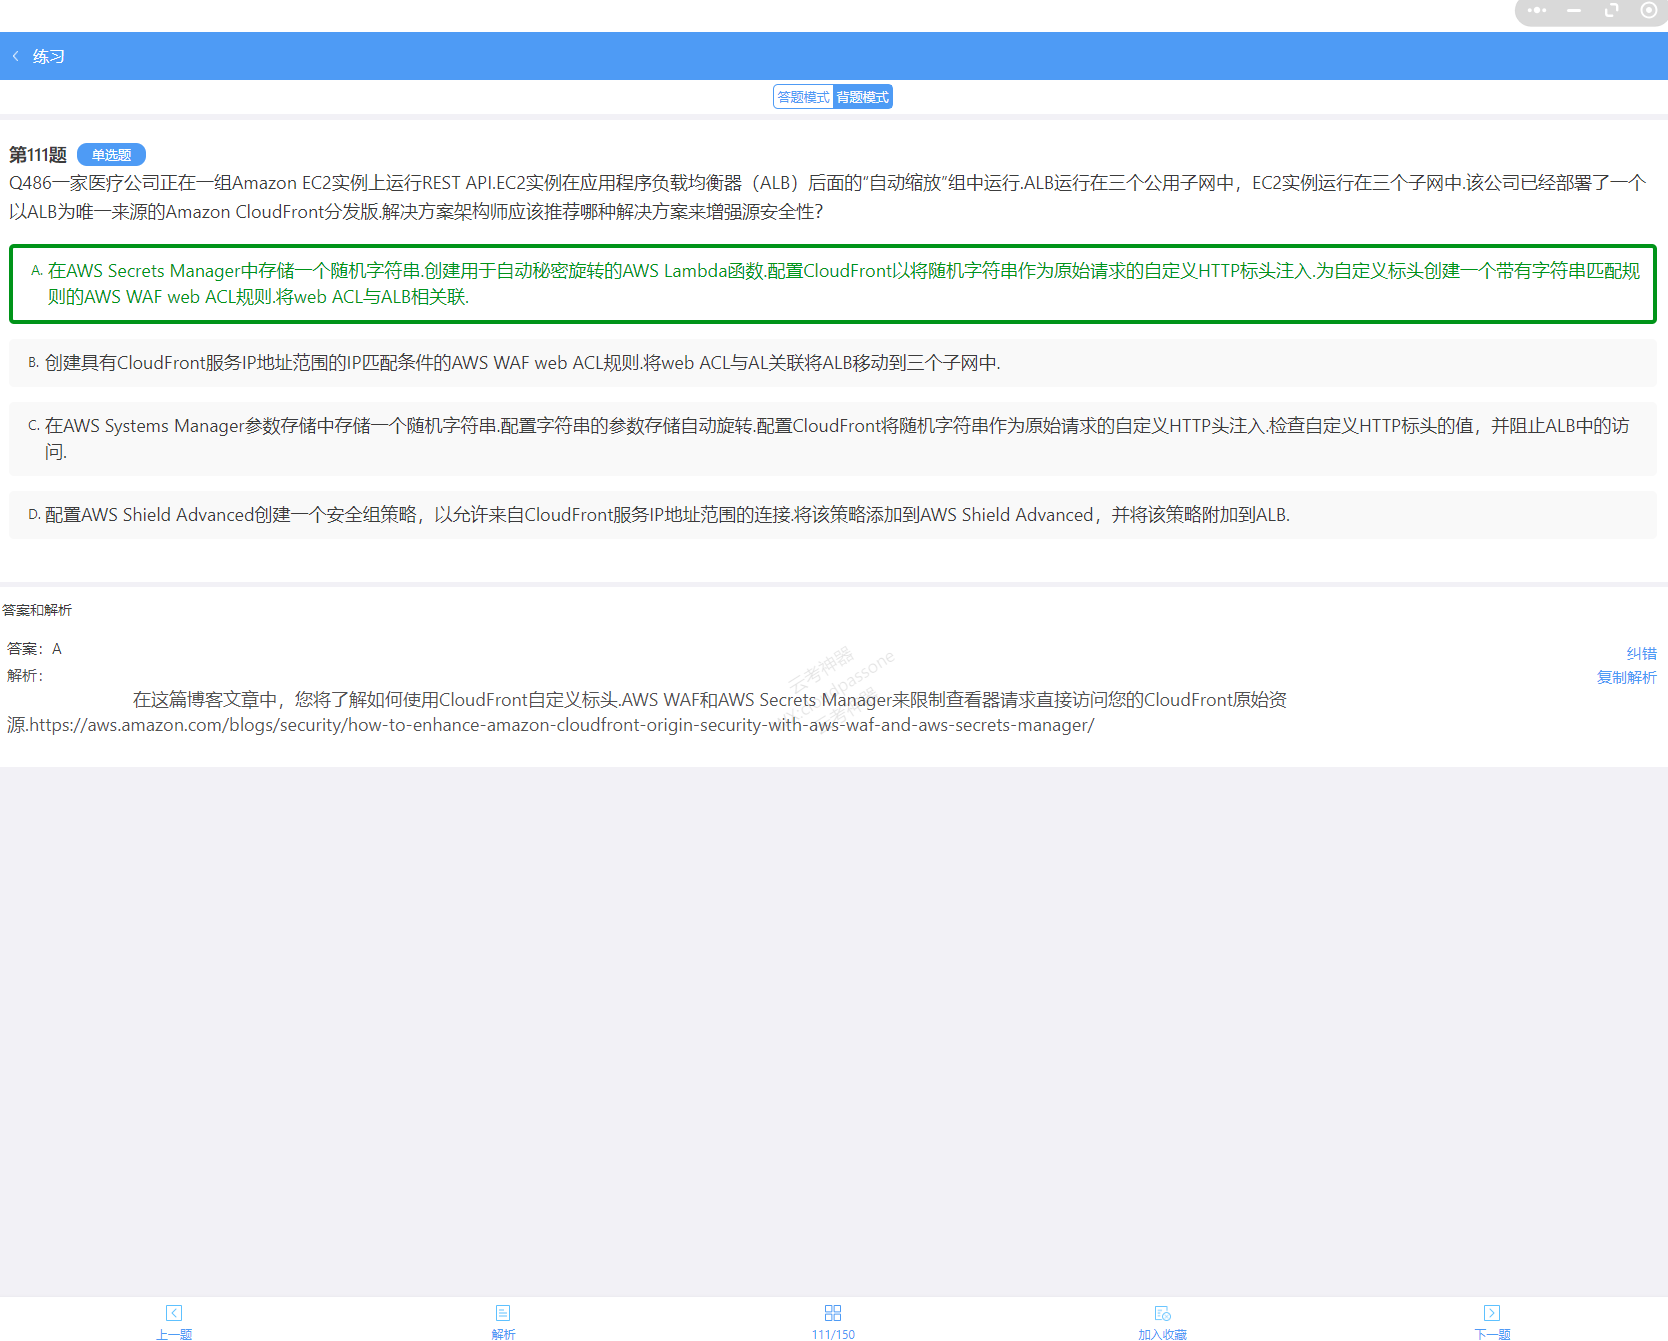 练习
答题模式 背题模式
第111题 单选题
Q486一家医疗公司正在一组Amazon EC2实例上运行REST API.EC2实例在应用程序负载均衡器（ALB）后面的“自动缩放”组中运行.ALB运行在三个公用子网中，EC2实例运行在三个子网中.该公司已经部署了一个
以ALB为唯一来源的Amazon CloudFront分发版.解决方案架构师应该推荐哪种解决方案来增强源安全性？
A. 在AWS Secrets Manager中存储一个随机字符串.创建用于自动秘密旋转的AWS Lambda函数.配置CloudFront以将随机字符串作为原始请求的自定义HTTP标头注入.为自定义标头创建一个带有字符串匹配规
则的AWS WAF web ACL规则.将web ACL与ALB相关联.
B. 创建具有CloudFront服务IP地址范围的IP匹配条件的AWS WAF web ACL规则.将web ACL与AL关联将ALB移动到三个子网中.
C. 在AWS Systems Manager参数存储中存储一个随机字符串.配置字符串的参数存储自动旋转.配置CloudFront将随机字符串作为原始请求的自定义HTTP头注入.检查自定义HTTP标头的值，并阻止ALB中的访
问.
D. 配置AWS Shield Advanced创建一个安全组策略，以允许来自CloudFront服务IP地址范围的连接.将该策略添加到AWS Shield Advanced，并将该策略附加到ALB.
答案和解析
答案：A
纠错
解析：
复制解析
在这篇博客文章中，您将了解如何使用CloudFront自定义标头.AWS WAF和AWS Secrets Manager来限制查看器请求直接访问您的CloudFront原始资
源.https://aws.amazon.com/blogs/security/how-to-enhance-amazon-cloudfront-origin-security-with-aws-waf-and-aws-secrets-manager/
云考神器
上一题 解析 111/150 加入收藏 下一题